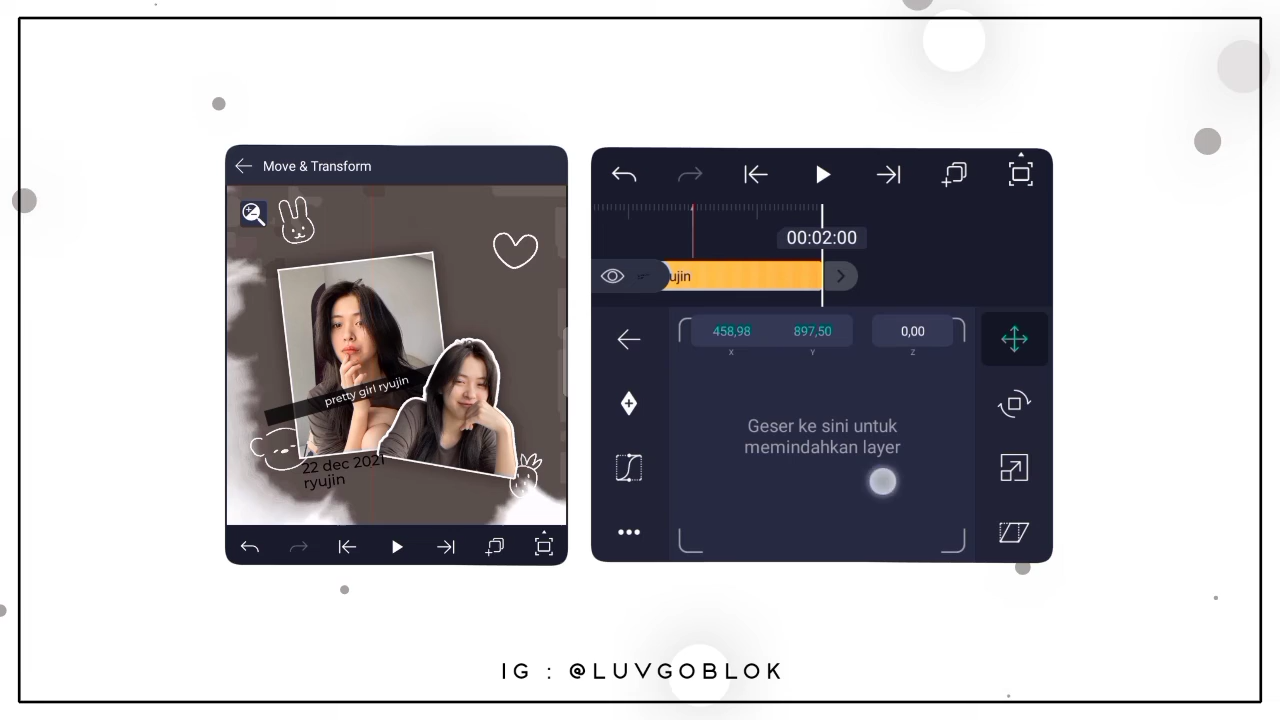 Move & Transform
pretty girl ryujin
22 dec 2021
ryujin
00:02:00
ujin
458,98
897,50
0,00
X
Y
Z
Geser ke sini untuk
memindahkan layer
IG : @LUVGOBLOK